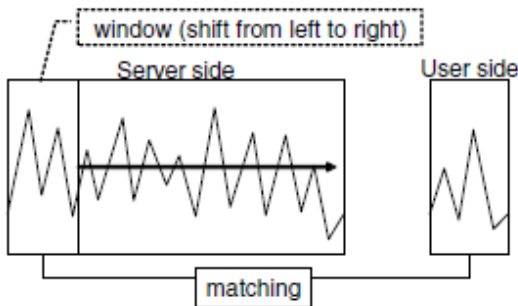 window (shift from left to right)
Server side
User side
matching